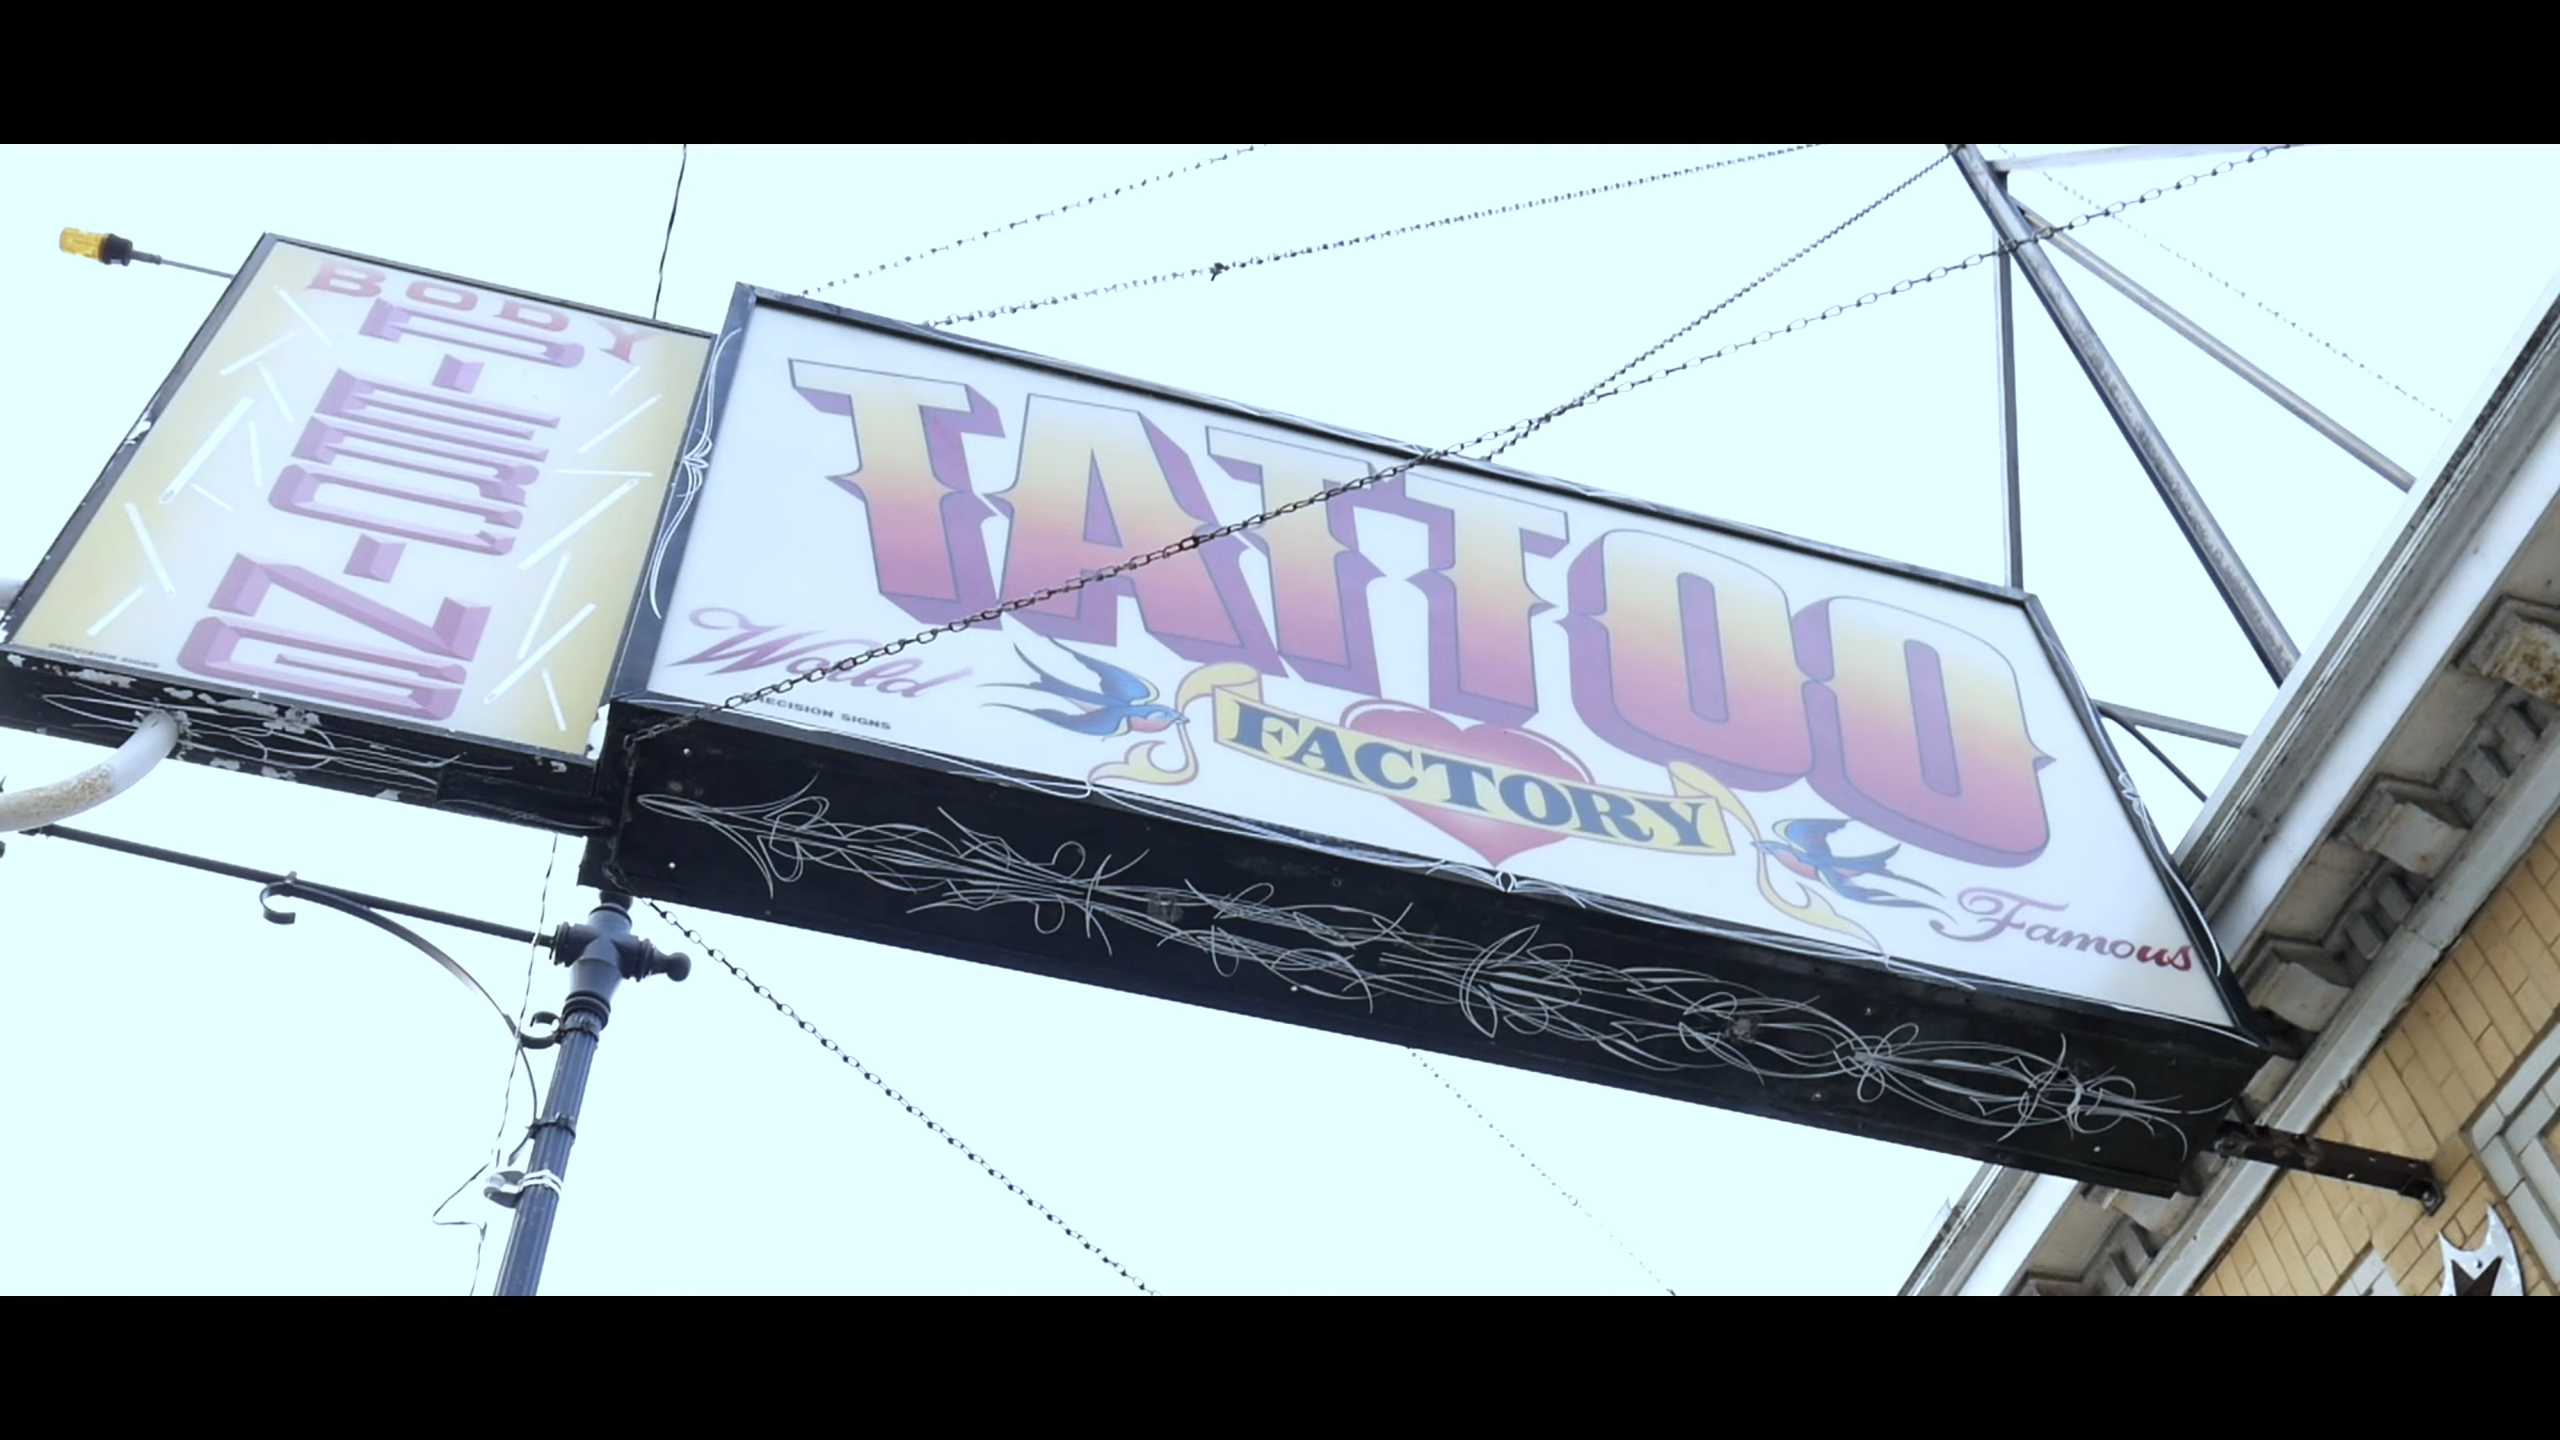 BODY
PIERCING
PRECISION SIGNS
TATTOO
World
FACTORY
Famous
PRECISION SIGNS